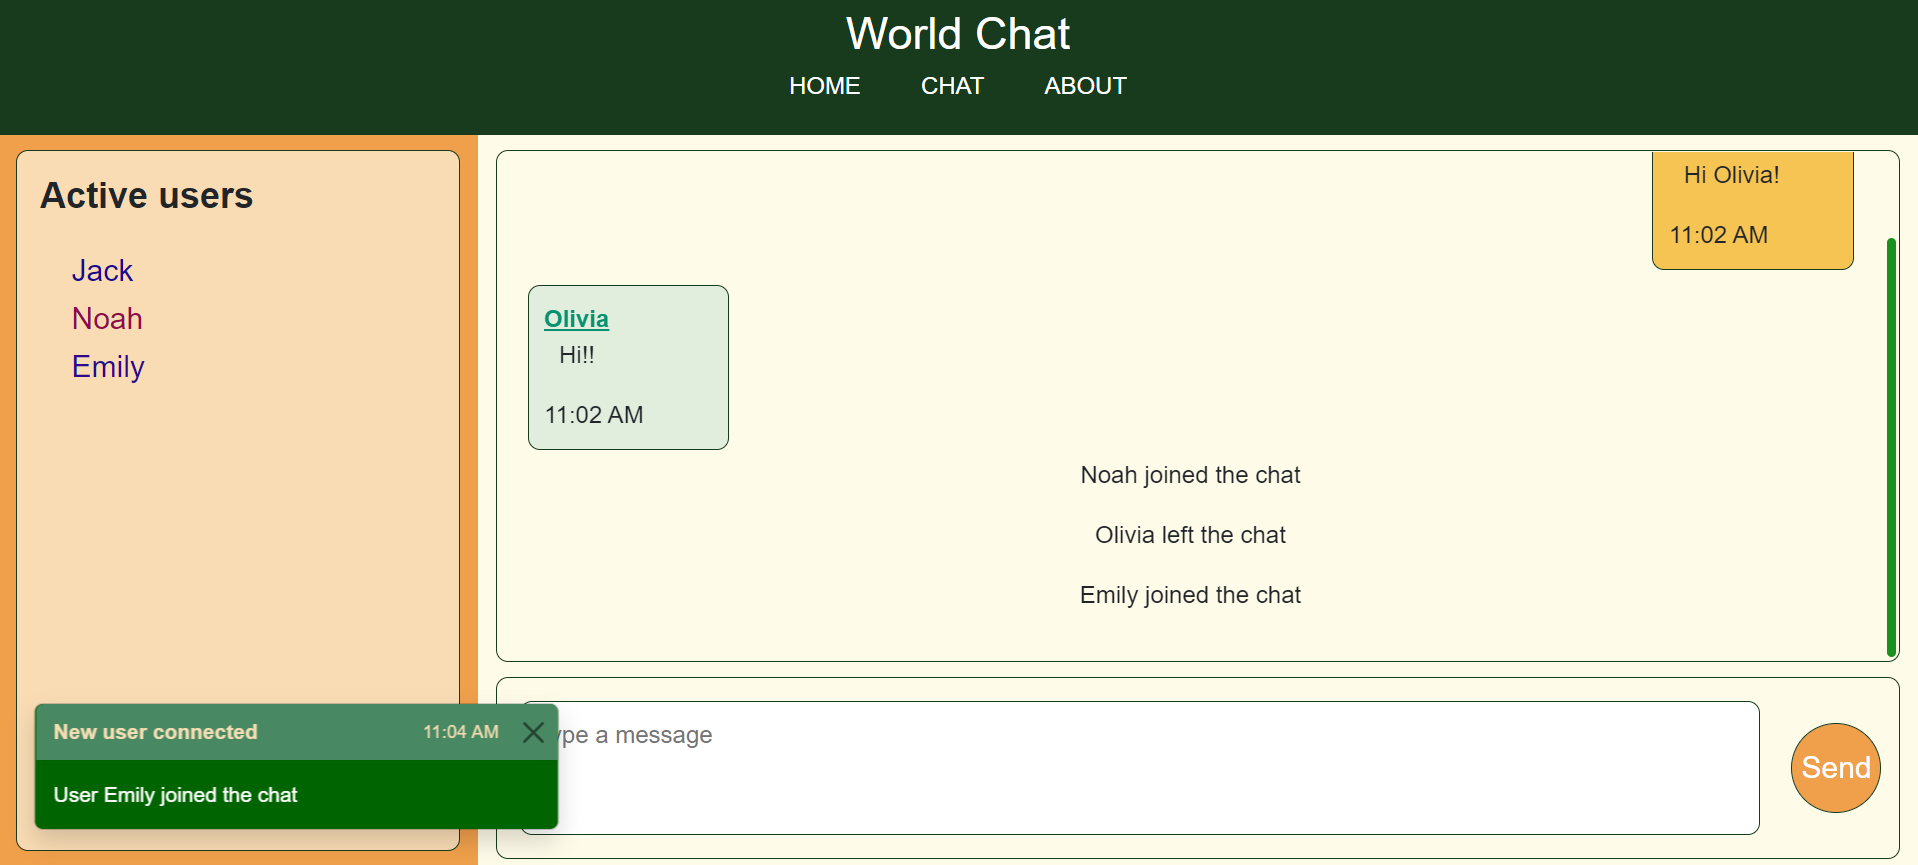 World Chat
HOME CHAT ABOUT
Active users
Jack
Noah
Emily
Hi Olivia!
11:02 AM
Olivia
Hi!!
11:02 AM
Noah joined the chat
Olivia left the chat
Emily joined the chat
New user connected 11:04 AM
User Emily joined the chat
ype a message
Send